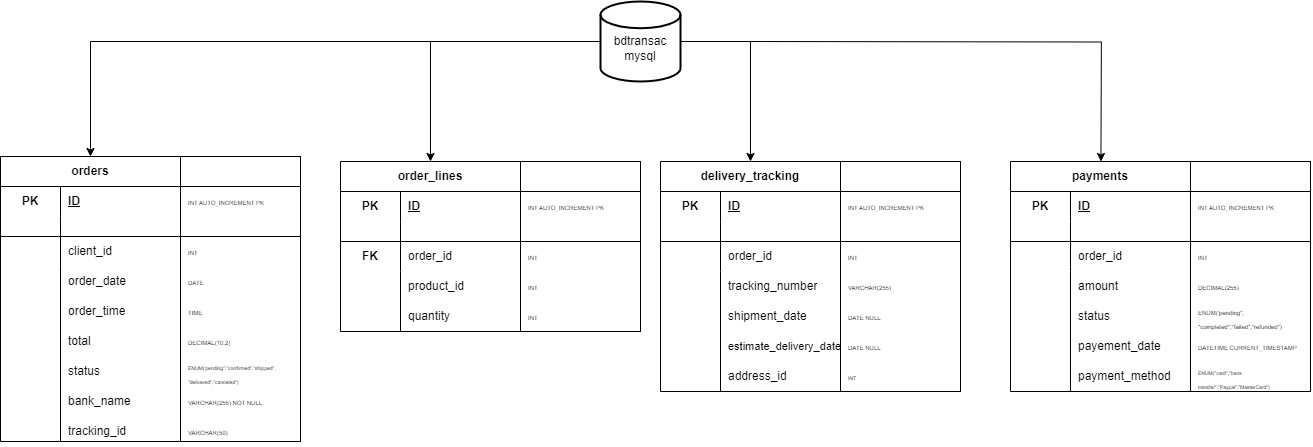 bdtransac
mysql
orders
PK ID INT AUTO_INCREMENT PK
client_id INT
order_date DATE
order_time TIME
total DECIMAL(10,2)
status ENUM("pending","confirmed","shipped",
"delivered","canceled")
bank_name VARCHAR(255) NOT NULL
tracking_id VARCHAR(50)
order_lines
PK ID INT AUTO_INCREMENT PK
FK order_id INT
product_id INT
quantity INT
delivery_tracking
PK ID INT AUTO_INCREMENT PK
order_id INT
tracking_number VARCHAR(255)
shipment_date DATE NULL
estimate_delivery_date DATE NULL
address_id INT
payments
PK ID INT AUTO_INCREMENT PK
order_id INT
amount DECIMAL(255)
status ENUM("pending",
"completed","failed","refunded")
payement_date DATETIME CURRENT_TIMESTAMP
payment_method ENUM("card","bank
transfer","Paypal","MasterCard")